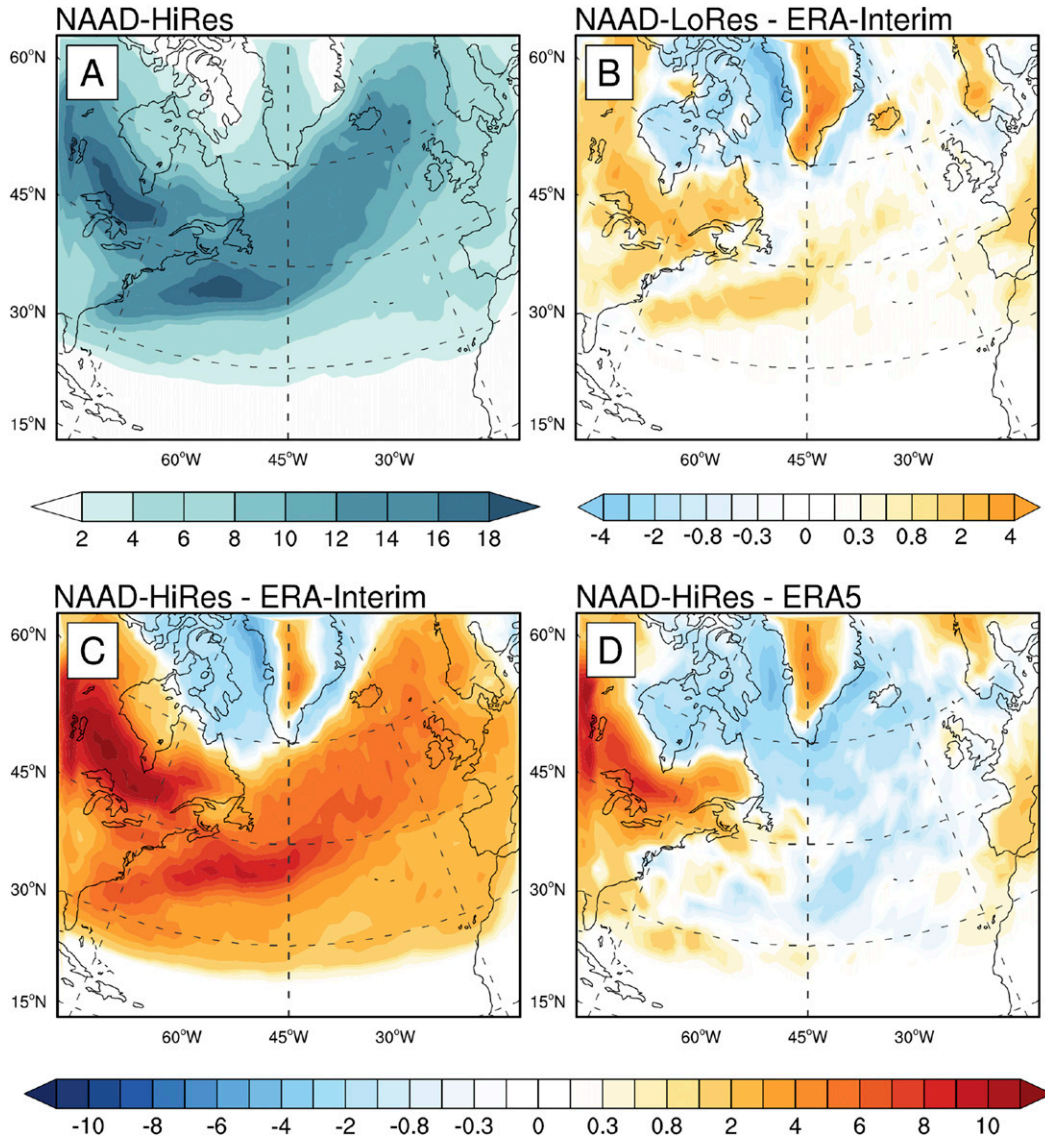 NAAD-HiRes
NAAD-LoRes - ERA-Interim
A
B
60°N
45°N
30°N
15°N
60°N
45°N
30°N
15°N
60°W 45°W 30°W
60°W 45°W 30°W
2 4 6 8 10 12 14 16 18
-4 -2 -0.8 -0.3 0 0.3 0.8 2 4
NAAD-HiRes - ERA-Interim
NAAD-HiRes - ERA5
C
D
60°N
45°N
30°N
15°N
60°N
45°N
30°N
15°N
60°W 45°W 30°W
60°W 45°W 30°W
-10 -8 -6 -4 -2 -0.8 -0.3 0 0.3 0.8 2 4 6 8 10